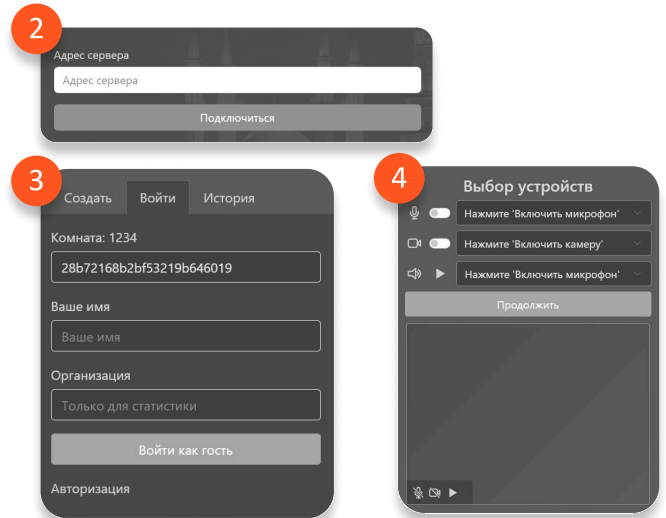 2
Адрес сервера
Адрес сервера
Подключиться
3
Создать Войти История
Комната: 1234
28b72168b2bf53219b646019
Ваше имя
Ваше имя
Организация
Только для статистики
Войти как гость
Авторизация
4
Выбор устройств
Нажмите 'Включить микрофон'
Нажмите 'Включить камеру'
Нажмите 'Включить микрофон'
Продолжить